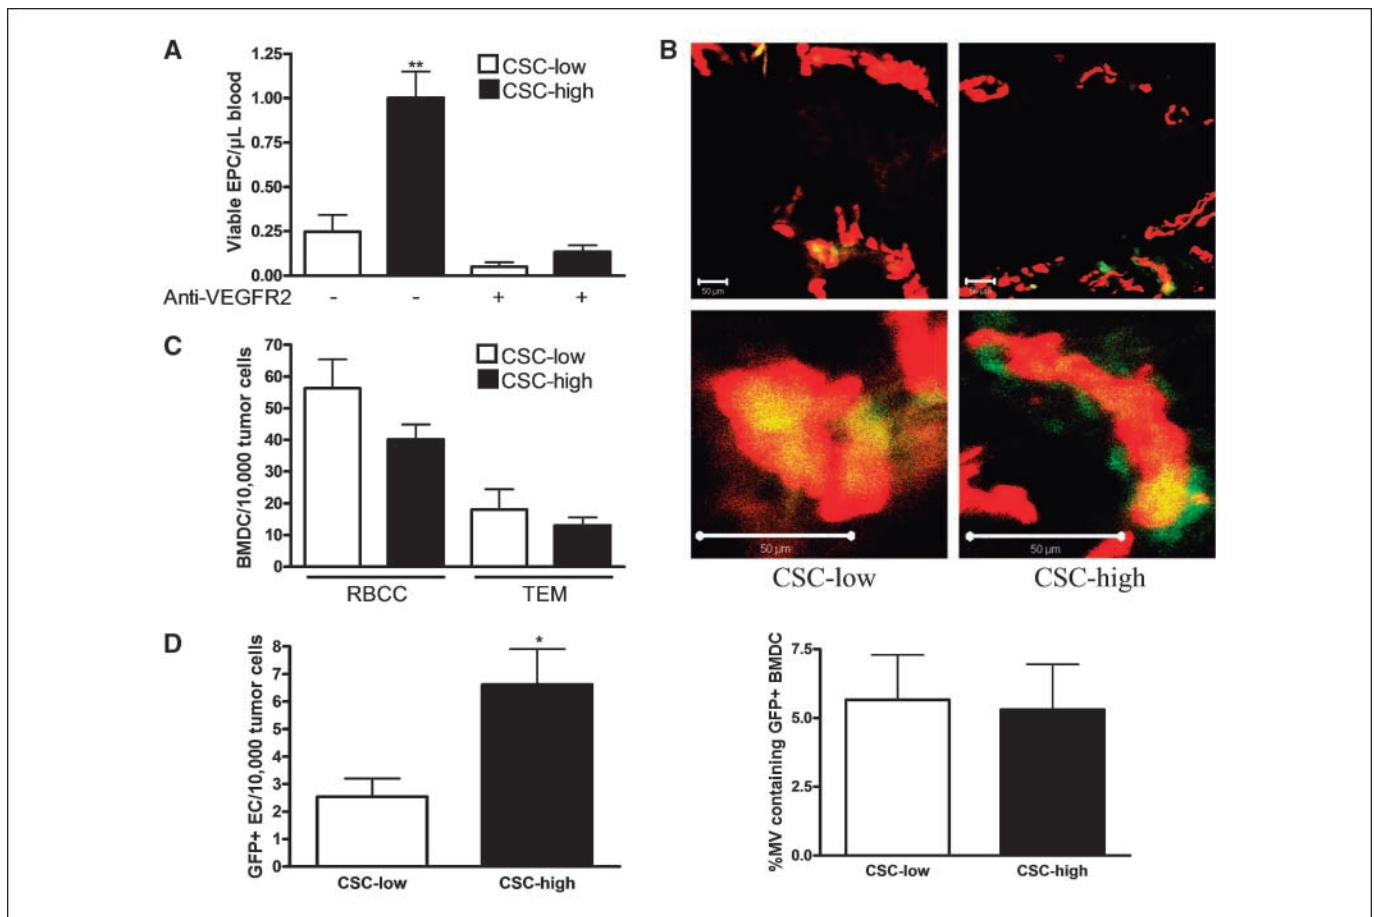 A
Viable EPC/µL blood
1.25
1.00
0.75
0.50
0.25
0.00
**
CSC-low
CSC-high
Anti-VEGFR2 - - + +
B
50 µm
50 µm
50 µm
50 µm
CSC-low CSC-high
C
BMDC/10,000 tumor cells
70
60
50
40
30
20
10
0
CSC-low
CSC-high
RBCC TEM
D
GFP+ EC/10,000 tumor cells
8
7
6
5
4
3
2
1
0
*
CSC-low CSC-high
%MV containing GFP+ BMDC
7.5
5.0
2.5
0.0
CSC-low CSC-high